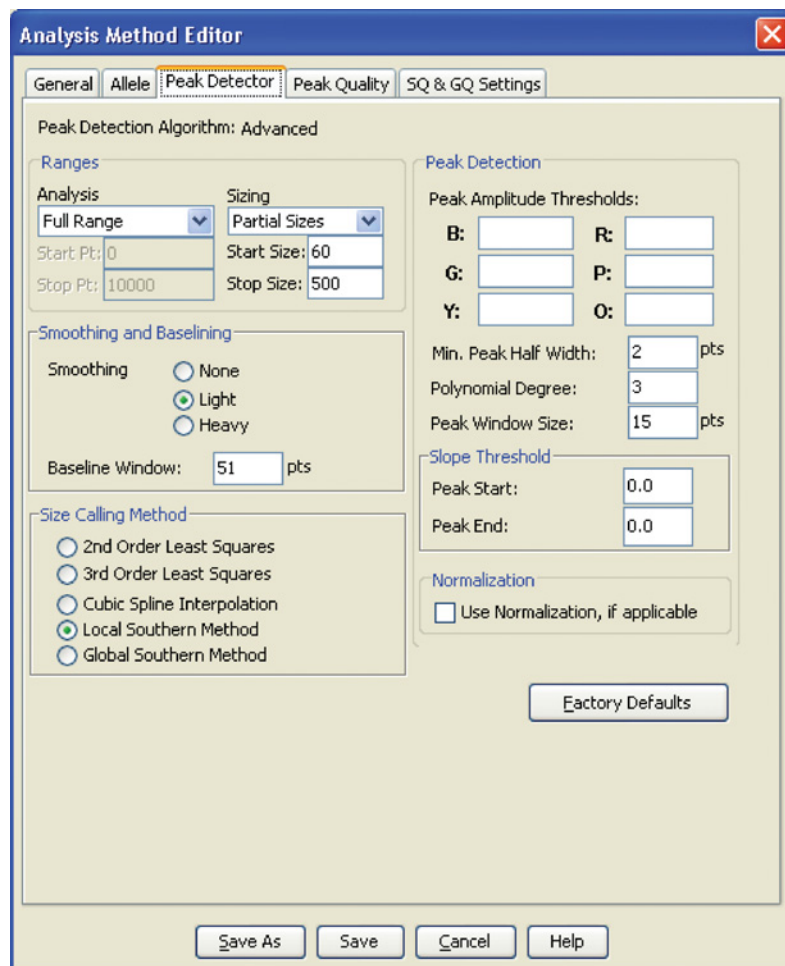 Analysis Method Editor
General Allele Peak Detector Peak Quality SQ & GQ Settings
Peak Detection Algorithm: Advanced
Ranges
Analysis Sizing
Full Range Partial Sizes
Start Pt: 0 Start Size: 60
Stop Pt: 10000 Stop Size: 500
Smoothing and Baselining
Smoothing None
Light
Heavy
Baseline Window: 51 pts
Size Calling Method
2nd Order Least Squares
3rd Order Least Squares
Cubic Spline Interpolation
Local Southern Method
Global Southern Method
Peak Detection
Peak Amplitude Thresholds:
B: R:
G: P:
Y: O:
Min. Peak Half Width: 2 pts
Polynomial Degree: 3
Peak Window Size: 15 pts
Slope Threshold
Peak Start: 0.0
Peak End: 0.0
Normalization
Use Normalization, if applicable
Factory Defaults
Save As Save Cancel Help